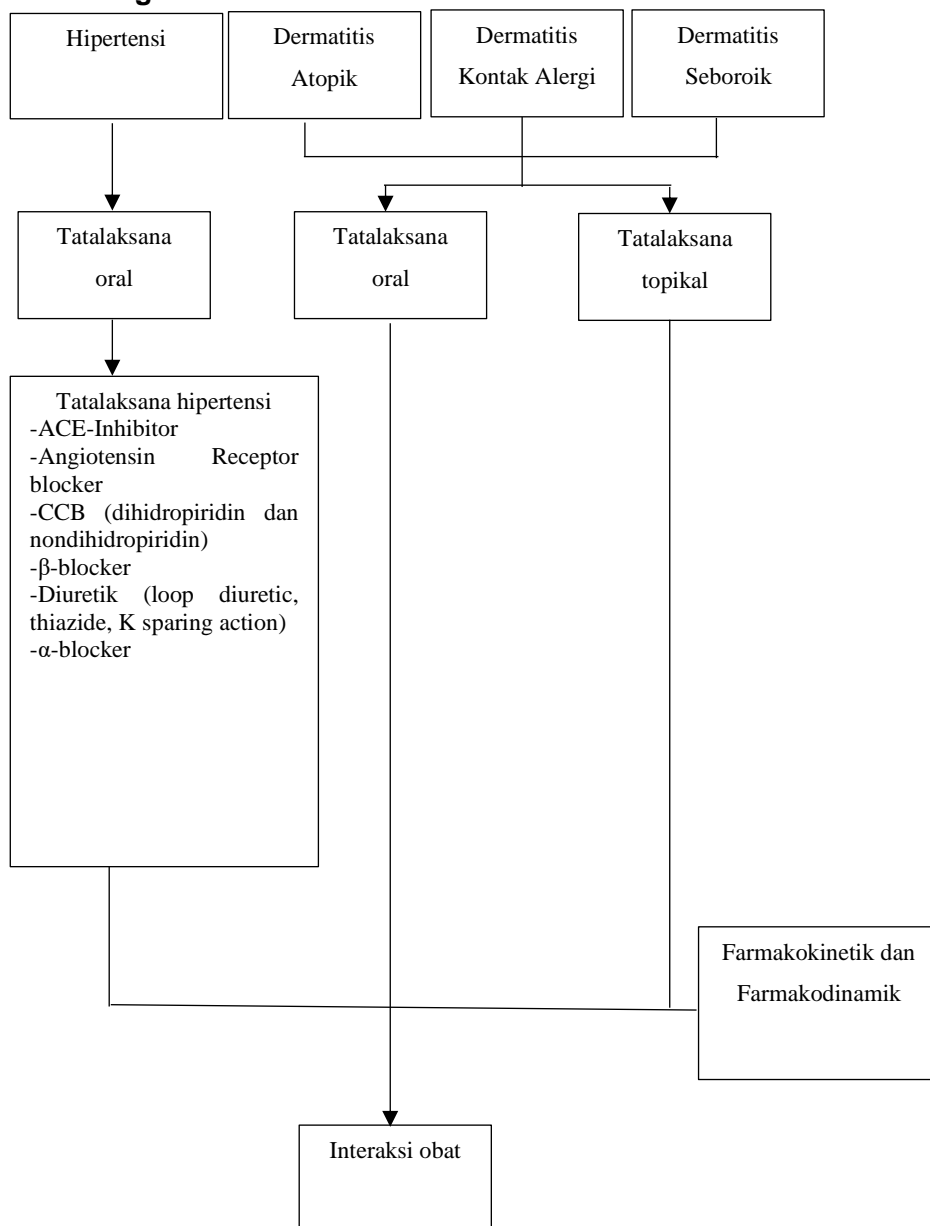 Hipertensi
Dermatitis
Atopik
Dermatitis
Kontak Alergi
Dermatitis
Seboroik
Tatalaksana
oral
Tatalaksana
oral
Tatalaksana
topikal
Tatalaksana hipertensi
-ACE-Inhibitor
-Angiotensin Receptor
blocker
-CCB (dihidropiridin dan
nondihidropiridin)
-β-blocker
-Diuretik (loop diuretic,
thiazide, K sparing action)
-α-blocker
Farmakokinetik dan
Farmakodinamik
Interaksi obat